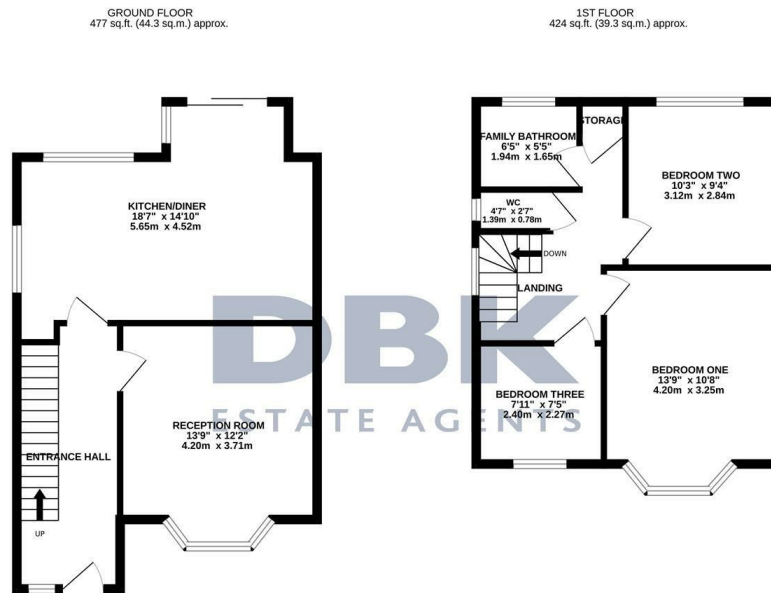 GROUND FLOOR
477 sq.ft. (44.3 sq.m.) approx.
1ST FLOOR
424 sq.ft. (39.3 sq.m.) approx.
KITCHEN/DINER
18'7" x 14'10"
5.65m x 4.52m
RECEPTION ROOM
13'9" x 12'2"
4.20m x 3.71m
ENTRANCE HALL
UP
FAMILY BATHROOM
6'5" x 5'5"
1.94m x 1.65m
STORAGE
BEDROOM TWO
10'3" x 9'4"
3.12m x 2.84m
WC
4'7" x 2'7"
1.39m x 0.78m
DOWN
LANDING
BEDROOM ONE
13'9" x 10'8"
4.20m x 3.25m
BEDROOM THREE
7'11" x 7'5"
2.40m x 2.27m
DBK
ESTATE AGENTS